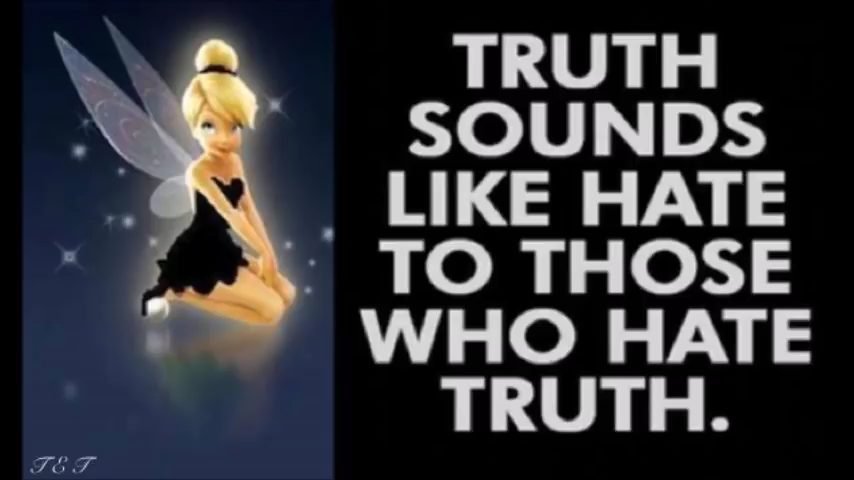 TRUTH
SOUNDS
LIKE HATE
TO THOSE
WHO HATE
TRUTH.
T&T